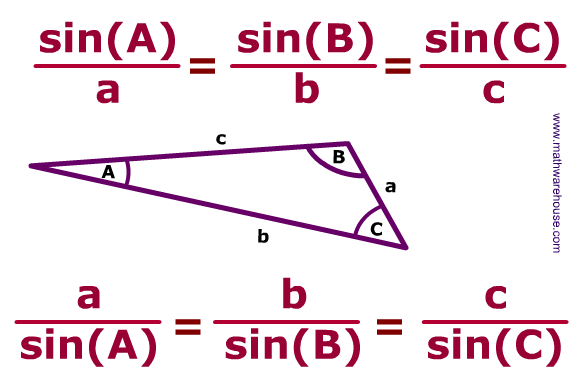 sin(A) = sin(B) = sin(C)
a b c
c
A
B
a
C
b
www.mathwarehouse.com
a = b = c
sin(A) sin(B) sin(C)